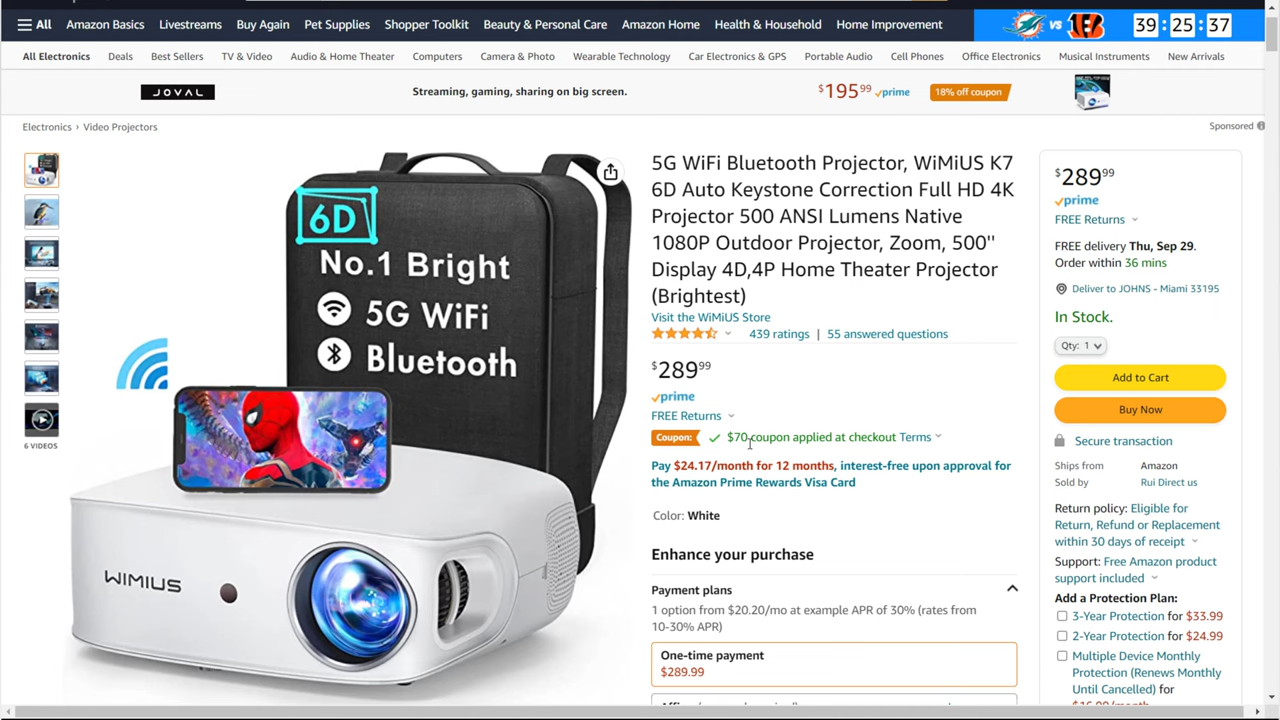 All
Amazon Basics
Livestreams
Buy Again
Pet Supplies
Shopper Toolkit
Beauty & Personal Care
Amazon Home
Health & Household
Home Improvement
VS
39:25:37
All Electronics
Deals
Best Sellers
TV & Video
Audio & Home Theater
Computers
Camera & Photo
Wearable Technology
Car Electronics & GPS
Portable Audio
Cell Phones
Office Electronics
Musical Instruments
New Arrivals
JOVAL
Streaming, gaming, sharing on big screen.
$195.99 prime
18% off coupon
Electronics › Video Projectors
Sponsored
6D
No.1 Bright
5G WiFi
Bluetooth
WIMIUS
6 VIDEOS
5G WiFi Bluetooth Projector, WiMiUS K7
6D Auto Keystone Correction Full HD 4K
Projector 500 ANSI Lumens Native
1080P Outdoor Projector, Zoom, 500''
Display 4D,4P Home Theater Projector
(Brightest)
Visit the WiMiUS Store
439 ratings | 55 answered questions
$289 99
prime
FREE Returns
Coupon: $70 coupon applied at checkout Terms
Pay $24.17/month for 12 months, interest-free upon approval for
the Amazon Prime Rewards Visa Card
Color: White
Enhance your purchase
Payment plans
1 option from $20.20/mo at example APR of 30% (rates from
10-30% APR)
One-time payment
$289.99
$289 99
prime
FREE Returns
FREE delivery Thu, Sep 29.
Order within 36 mins
Deliver to JOHNS - Miami 33195
In Stock.
Qty: 1
Add to Cart
Buy Now
Secure transaction
Ships from Amazon
Sold by Rui Direct us
Return policy: Eligible for
Return, Refund or Replacement
within 30 days of receipt
Support: Free Amazon product
support included
Add a Protection Plan:
3-Year Protection for $33.99
2-Year Protection for $24.99
Multiple Device Monthly
Protection (Renews Monthly
Until Cancelled) for